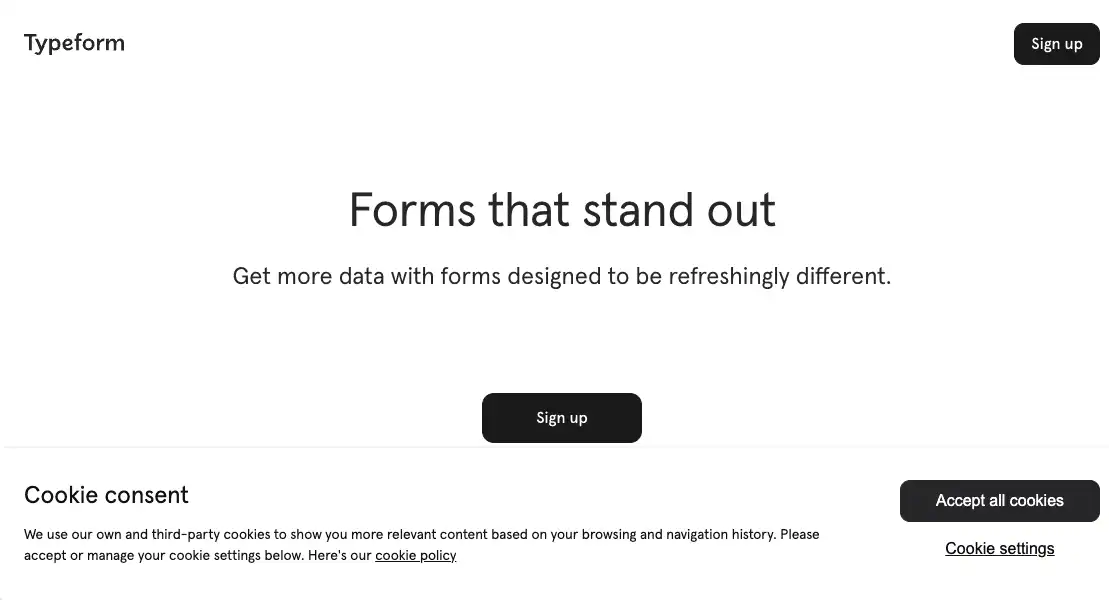 Typeform
Sign up
Forms that stand out
Get more data with forms designed to be refreshingly different.
Sign up
Cookie consent
We use our own and third-party cookies to show you more relevant content based on your browsing and navigation history. Please
accept or manage your cookie settings below. Here's our cookie policy
Accept all cookies
Cookie settings